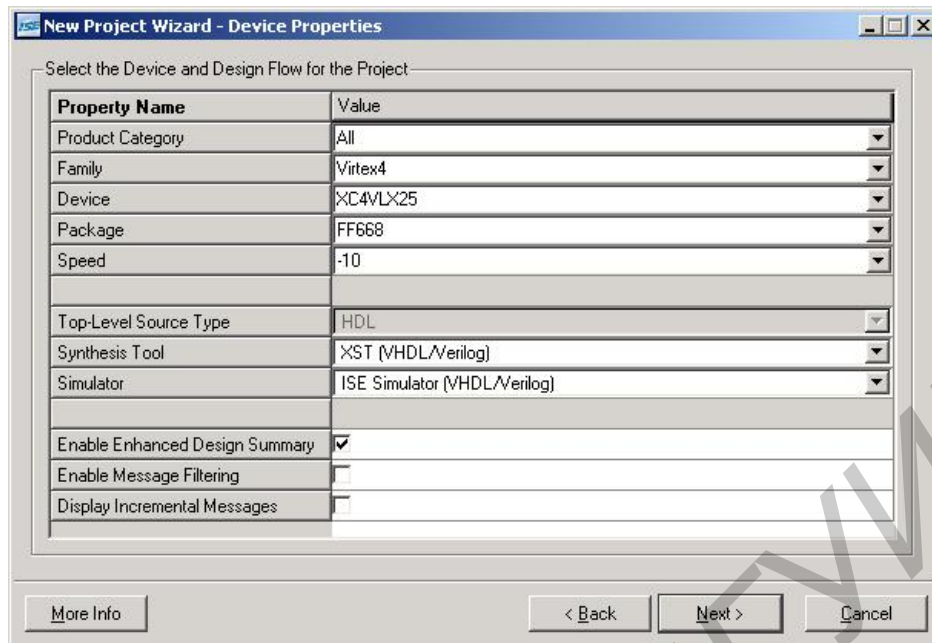 ISE New Project Wizard - Device Properties
Select the Device and Design Flow for the Project
Property Name Value
Product Category All
Family Virtex4
Device XC4VLX25
Package FF668
Speed -10
Top-Level Source Type HDL
Synthesis Tool XST (VHDL/Verilog)
Simulator ISE Simulator (VHDL/Verilog)
Enable Enhanced Design Summary
Enable Message Filtering
Display Incremental Messages
More Info < Back Next > Cancel